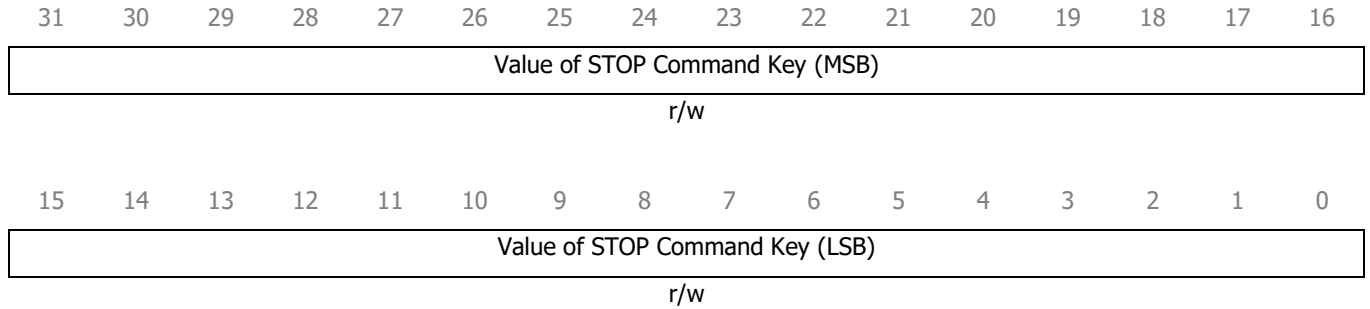 31 30 29 28 27 26 25 24 23 22 21 20 19 18 17 16
Value of STOP Command Key (MSB)
r/w
15 14 13 12 11 10 9 8 7 6 5 4 3 2 1 0
Value of STOP Command Key (LSB)
r/w